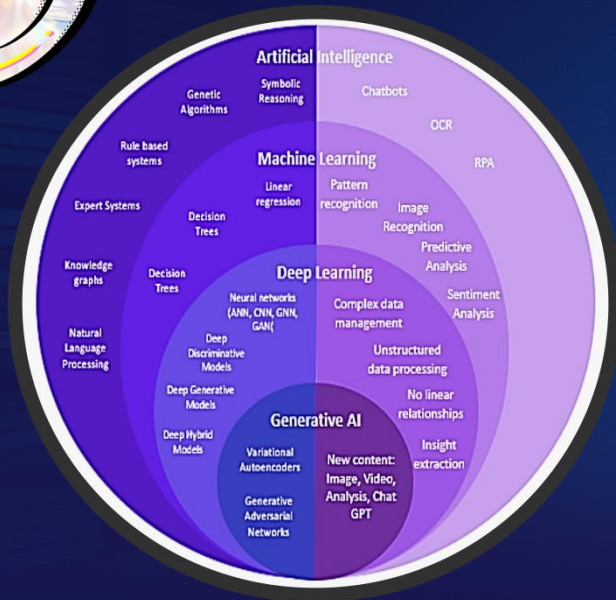 Artificial Intelligence
Genetic
Algorithms
Symbolic
Reasoning
Chatbots
OCR
RPA
Rule based
systems
Expert Systems
Knowledge
graphs
Natural
Language
Processing
Machine Learning
Linear
regression
Decision
Trees
Decision
Trees
Pattern
recognition
Image
Recognition
Predictive
Analysis
Sentiment
Analysis
Deep Learning
Neural networks
(ANN, CNN, GNN,
GAN(
Deep
Discriminative
Models
Deep Generative
Models
Deep Hybrid
Models
Complex data
management
Unstructured
data processing
No linear
relationships
Insight
extraction
Generative AI
Variational
Autoencoders
Generative
Adversarial
Networks
New content:
Image, Video,
Analysis, Chat
GPT